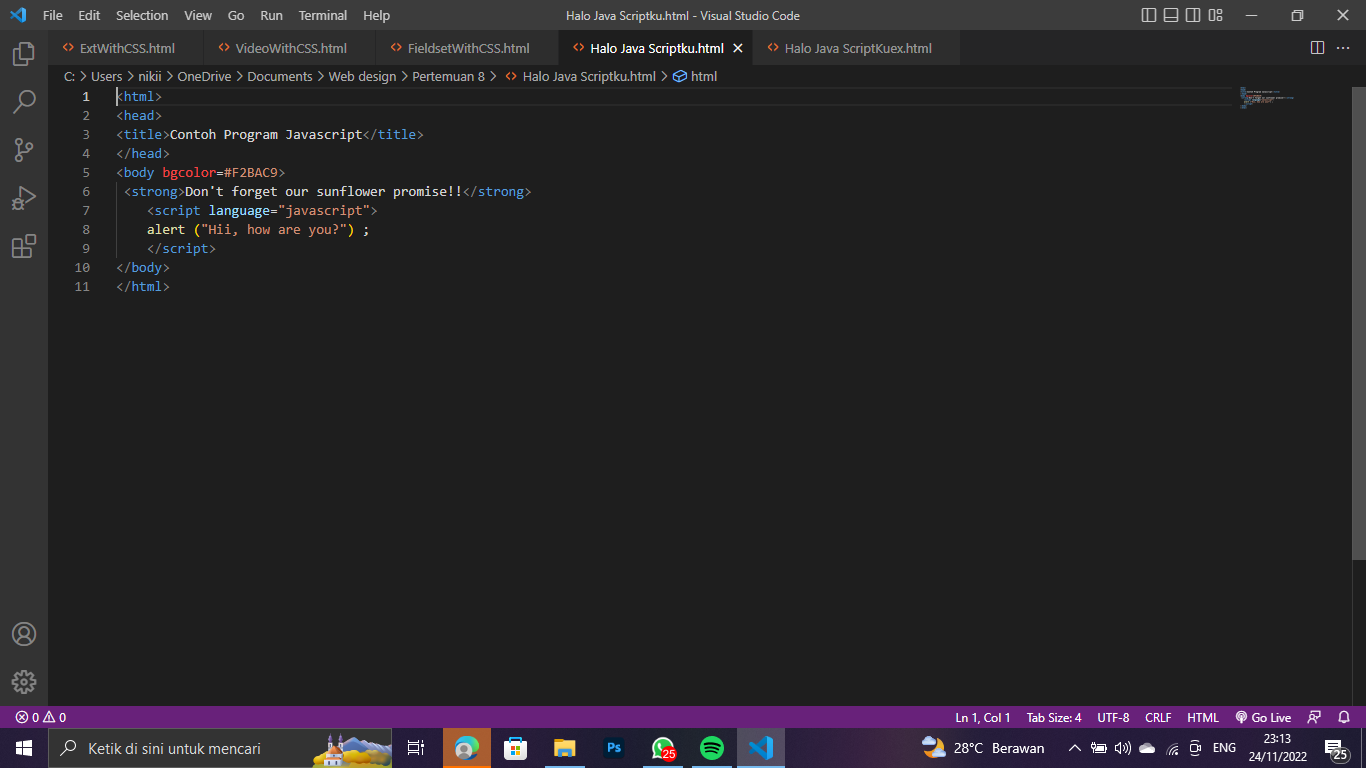 File Edit Selection View Go Run Terminal Help Halo Java Scriptku.html - Visual Studio Code
ExtWithCSS.html VideoWithCSS.html FieldsetWithCSS.html Halo Java Scriptku.html Halo Java ScriptKuex.html
C: > Users > nikii > OneDrive > Documents > Web design > Pertemuan 8 > Halo Java Scriptku.html > html
1 <html>
2 <head>
3 <title>Contoh Program Javascript</title>
4 </head>
5 <body bgcolor=#F2BAC9>
6 <strong>Don't forget our sunflower promise!!</strong>
7 <script language="javascript">
8 alert ("Hii, how are you?") ;
9 </script>
10 </body>
11 </html>
0 0 Ln 1, Col 1 Tab Size: 4 UTF-8 CRLF HTML Go Live
Ketik di sini untuk mencari Ps 25 28°C Berawan ENG 23:13 25
24/11/2022